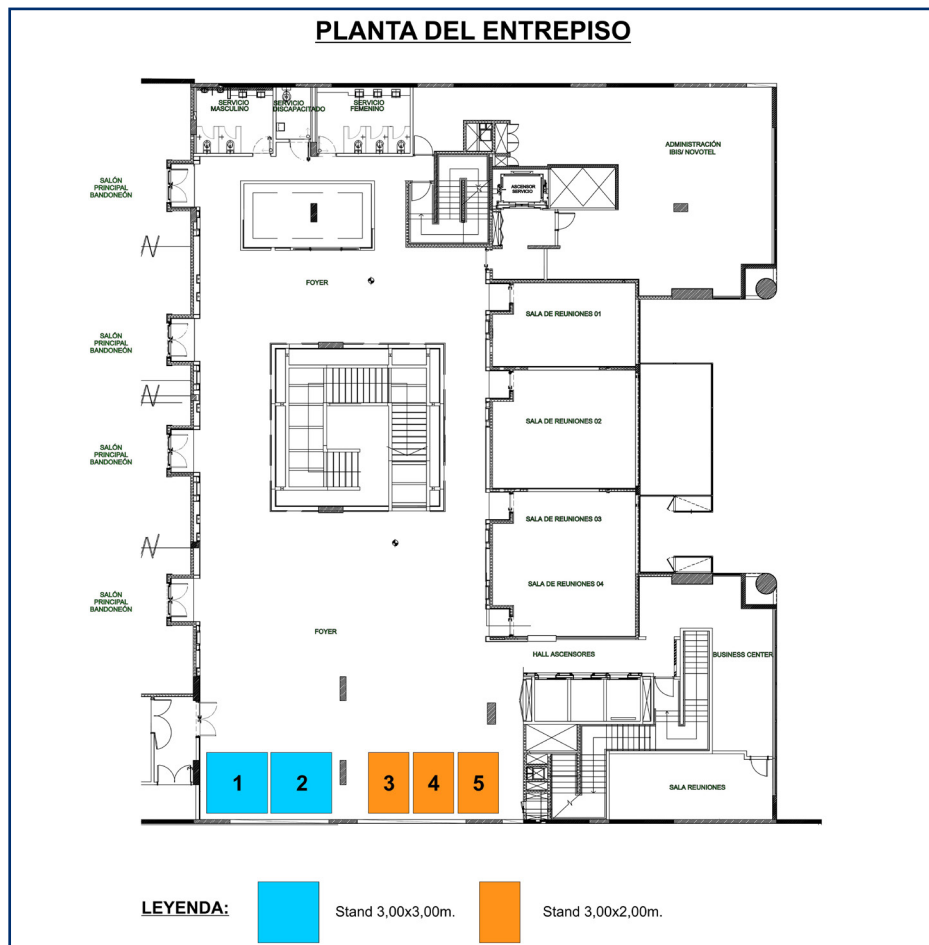 PLANTA DEL ENTREPISO
SERVICIO
MASCULINO
SERVICIO
DISCAPACITADO
SERVICIO
FEMENINO
ADMINISTRACIÓN
IBIS/ NOVOTEL
SALÓN
PRINCIPAL
BANDONEÓN
ASCENSOR
SERVICIO
FOYER
SALA DE REUNIONES 01
SALÓN
PRINCIPAL
BANDONEÓN
SALA DE REUNIONES 02
SALÓN
PRINCIPAL
BANDONEÓN
SALA DE REUNIONES 03
SALA DE REUNIONES 04
SALÓN
PRINCIPAL
BANDONEÓN
FOYER
HALL ASCENSORES
BUSINESS CENTER
1
2
3
4
5
SALA REUNIONES
LEYENDA:
Stand 3,00x3,00m.
Stand 3,00x2,00m.